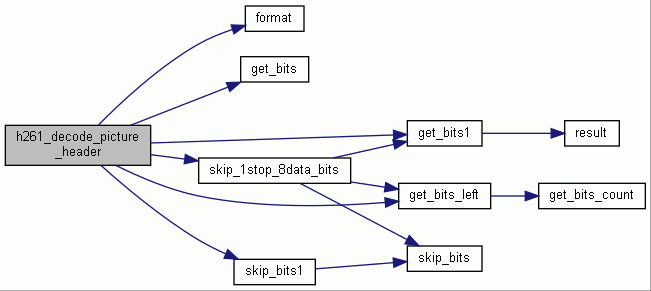 format
get_bits
h261_decode_picture
_header
get_bits1
result
skip_1stop_8data_bits
get_bits_left
get_bits_count
skip_bits
skip_bits1